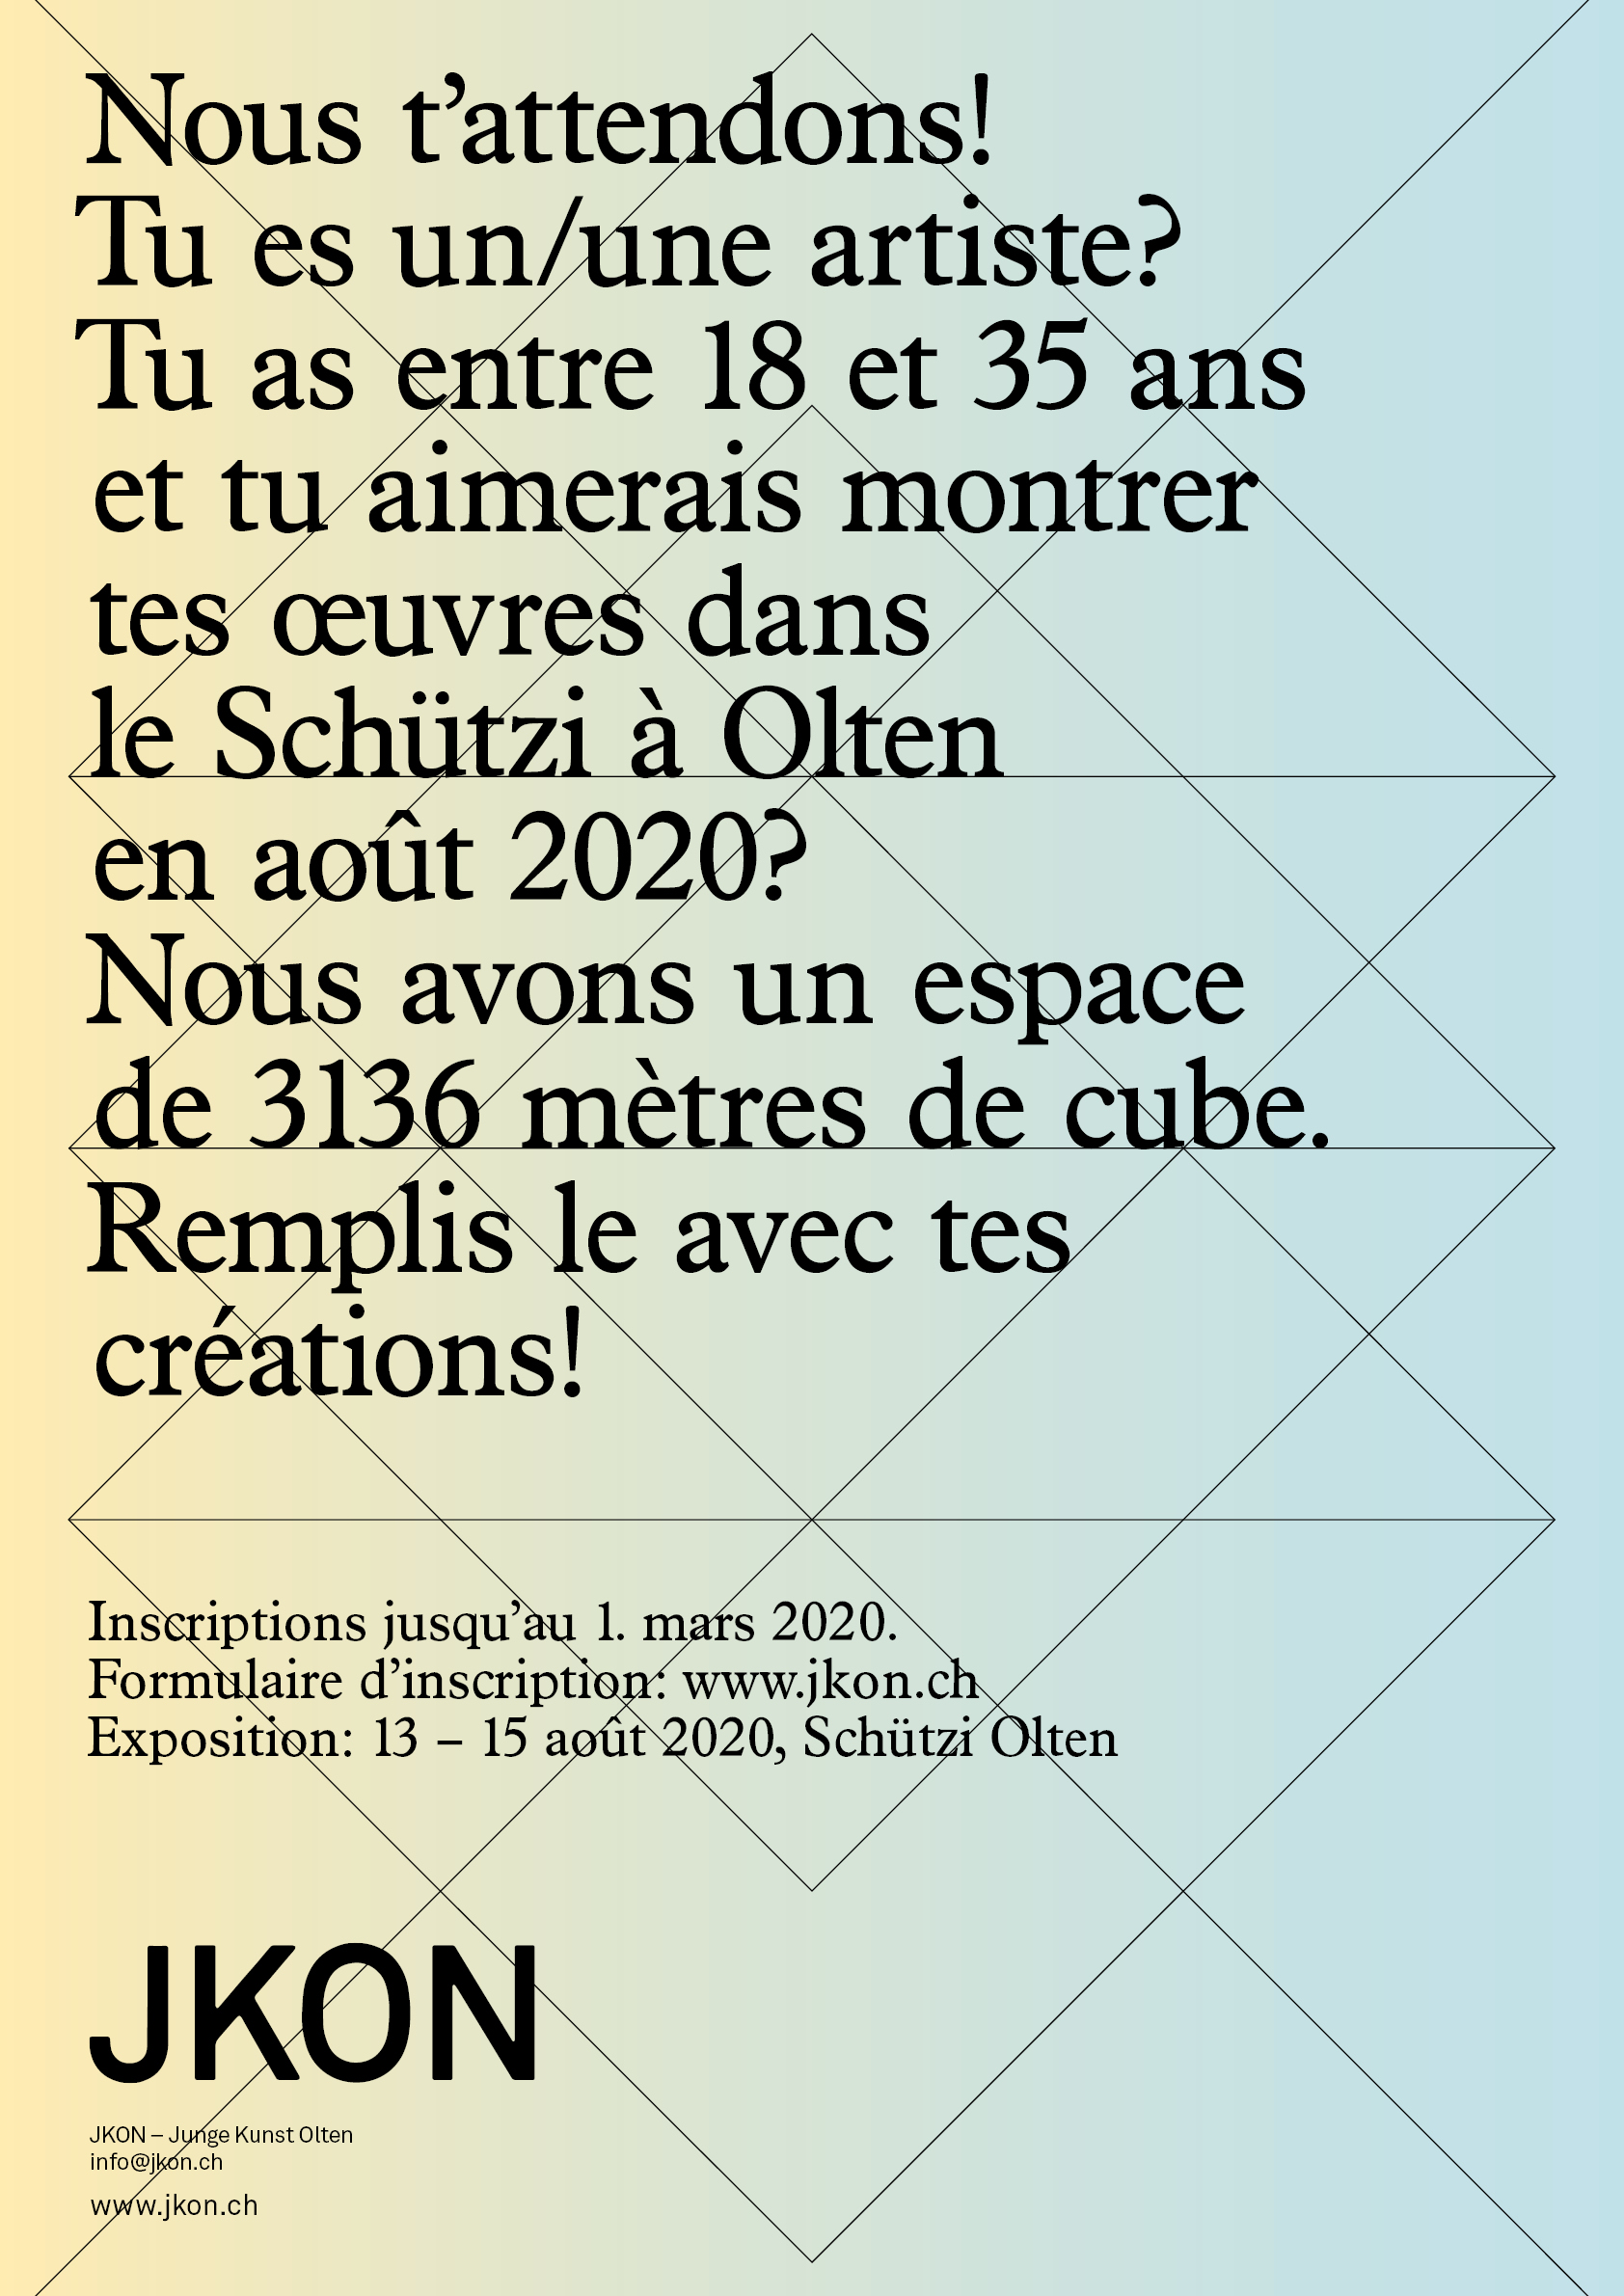 Nous t’attendons!
Tu es un/une artiste?
Tu as entre 18 et 35 ans
et tu aimerais montrer
tes œuvres dans
le Schützi à Olten
en août 2020?
Nous avons un espace
de 3136 mètres de cube.
Remplis le avec tes
créations!
Inscriptions jusqu’au 1. mars 2020.
Formulaire d’inscription: www.jkon.ch
Exposition: 13 – 15 août 2020, Schützi Olten
JKON
JKON – Junge Kunst Olten
info@jkon.ch
www.jkon.ch